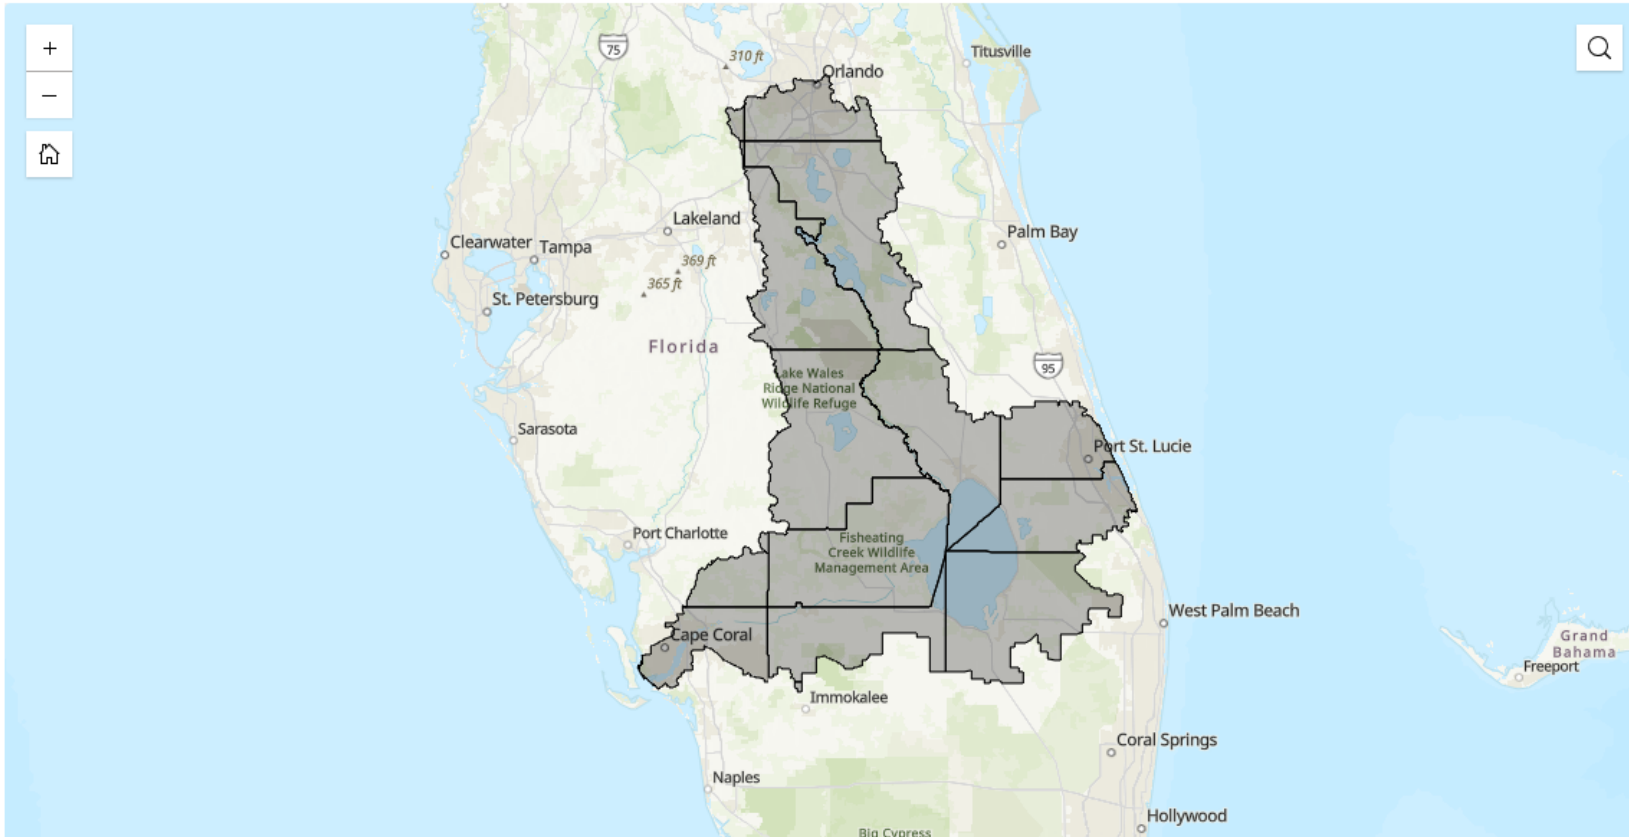 +
−
75
310 ft
Orlando
Titusville
Lakeland
Clearwater
Tampa
369 ft
365 ft
St. Petersburg
Palm Bay
Florida
95
Lake Wales
Ridge National
Wildlife Refuge
Sarasota
Port St. Lucie
Port Charlotte
Fisheating
Creek Wildlife
Management Area
Cape Coral
West Palm Beach
Grand
Bahama
Freeport
Immokalee
Coral Springs
Naples
Hollywood
Big Cypress